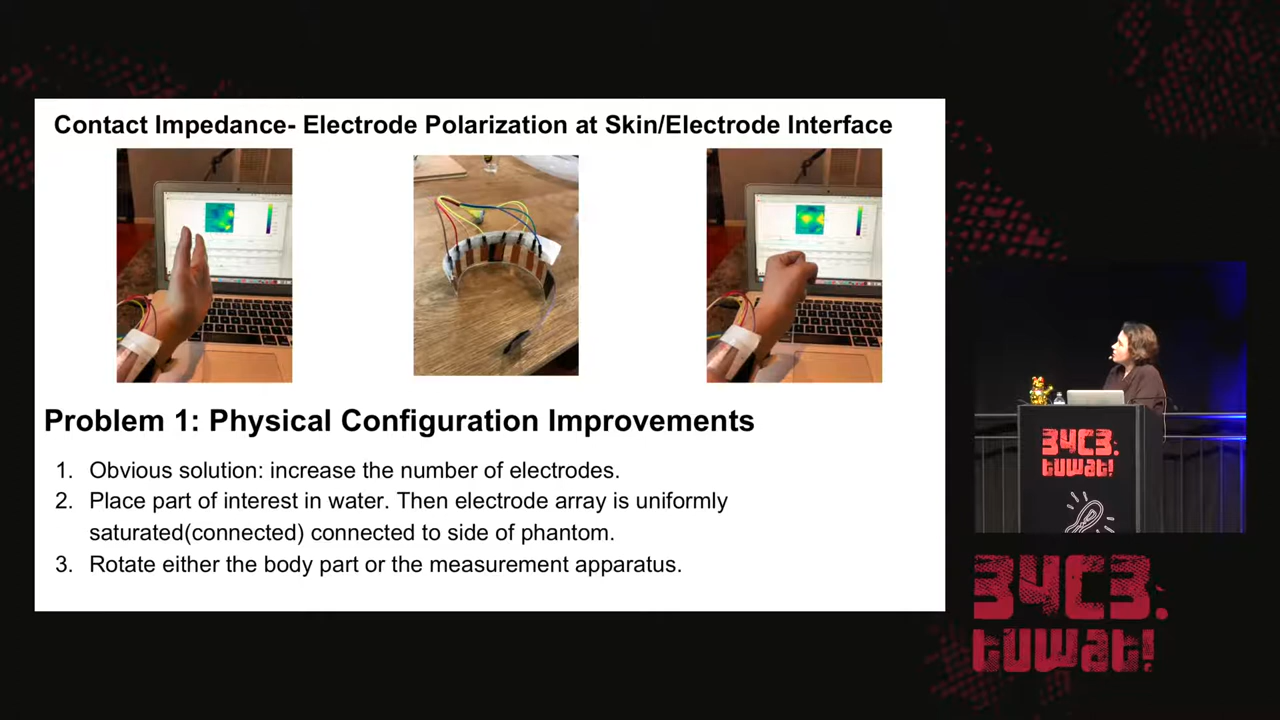 Contact Impedance- Electrode Polarization at Skin/Electrode Interface
Problem 1: Physical Configuration Improvements
1. Obvious solution: increase the number of electrodes.
2. Place part of interest in water. Then electrode array is uniformly
saturated(connected) connected to side of phantom.
3. Rotate either the body part or the measurement apparatus.
34C3.
tuwat!
34C3.
tuwat!